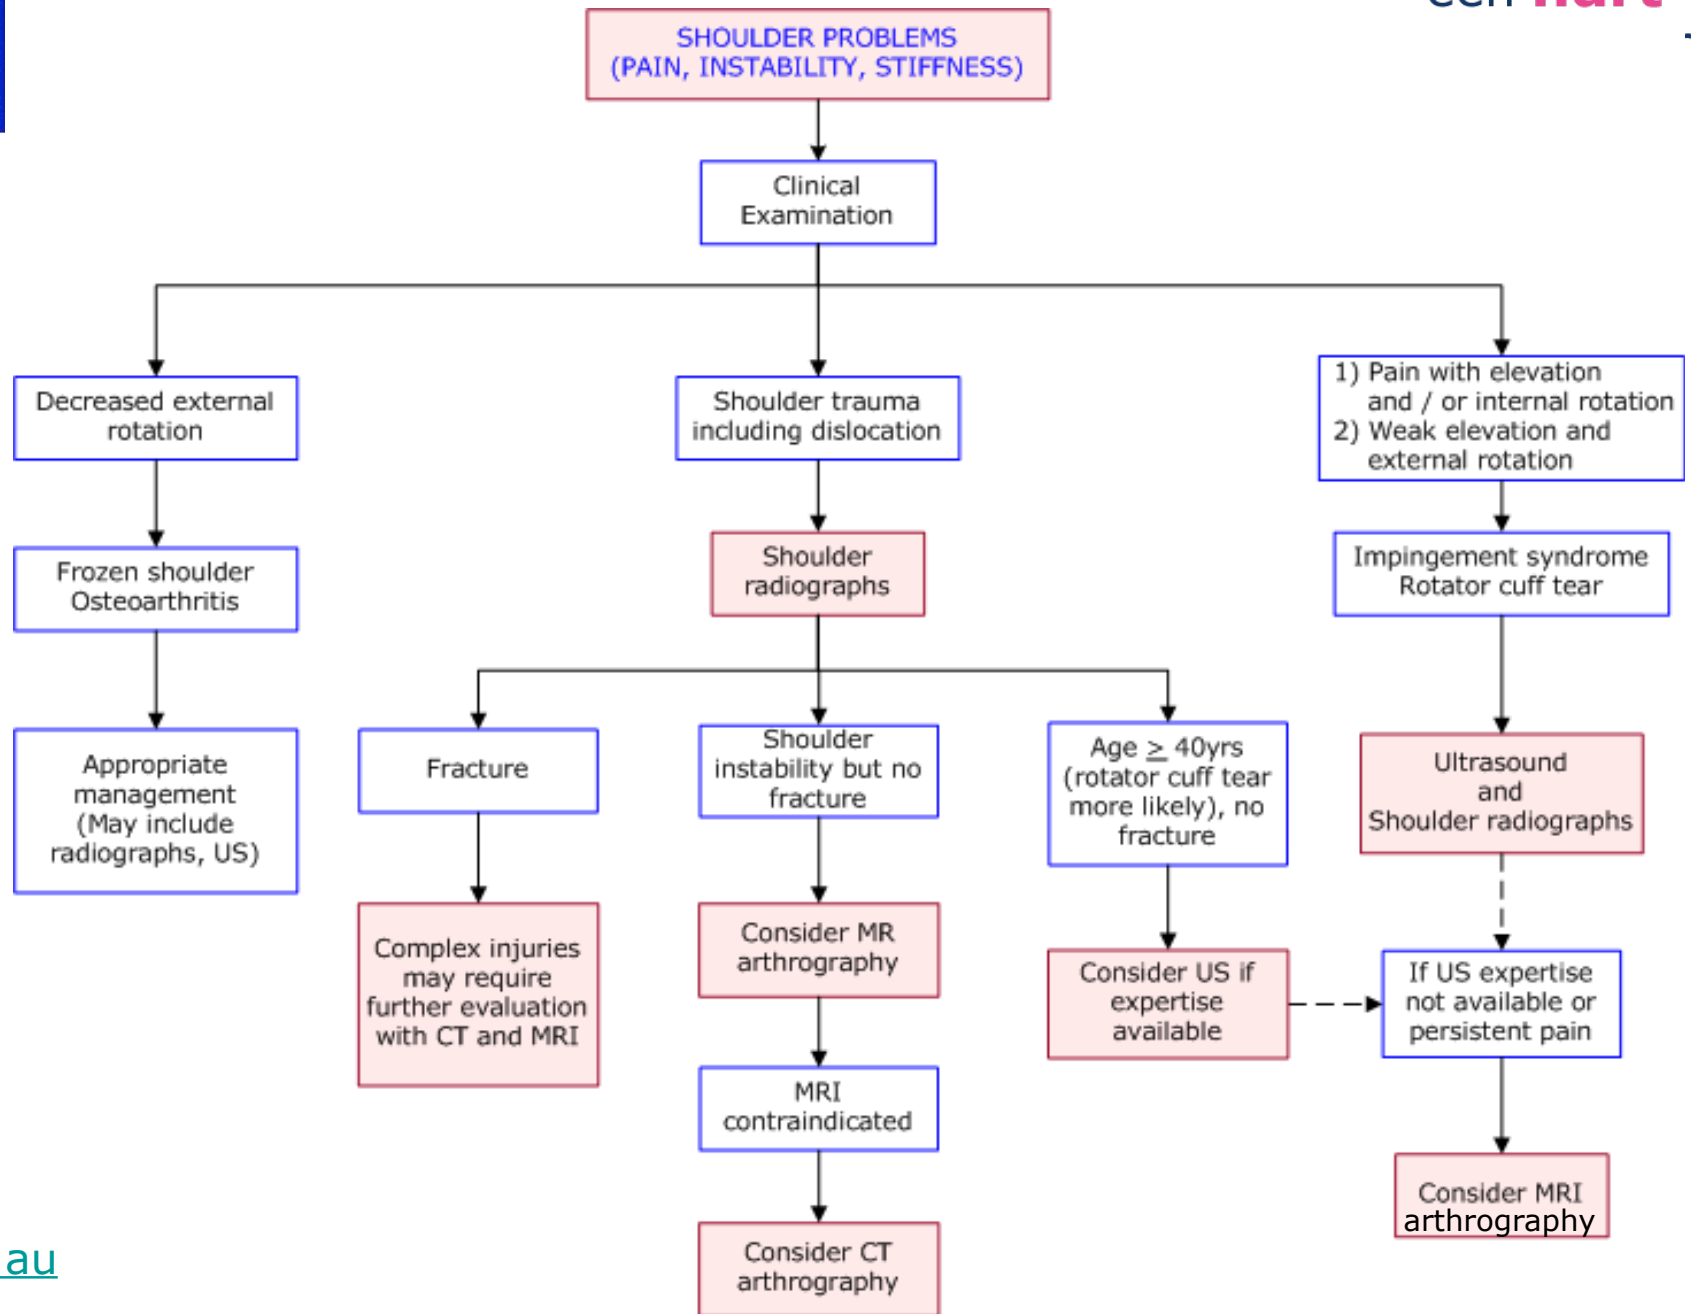 een hart
SHOULDER PROBLEMS
(PAIN, INSTABILITY, STIFFNESS)
Clinical
Examination
Decreased external
rotation
Shoulder trauma
including dislocation
1) Pain with elevation
and / or internal rotation
2) Weak elevation and
external rotation
Frozen shoulder
Osteoarthritis
Shoulder
radiographs
Impingement syndrome
Rotator cuff tear
Appropriate
management
(May include
radiographs, US)
Fracture
Shoulder
instability but no
fracture
Age ≥ 40yrs
(rotator cuff tear
more likely), no
fracture
Ultrasound
and
Shoulder radiographs
Complex injuries
may require
further evaluation
with CT and MRI
Consider MR
arthrography
Consider US if
expertise
available
If US expertise
not available or
persistent pain
MRI
contraindicated
Consider MRI
arthrography
Consider CT
arthrography
au